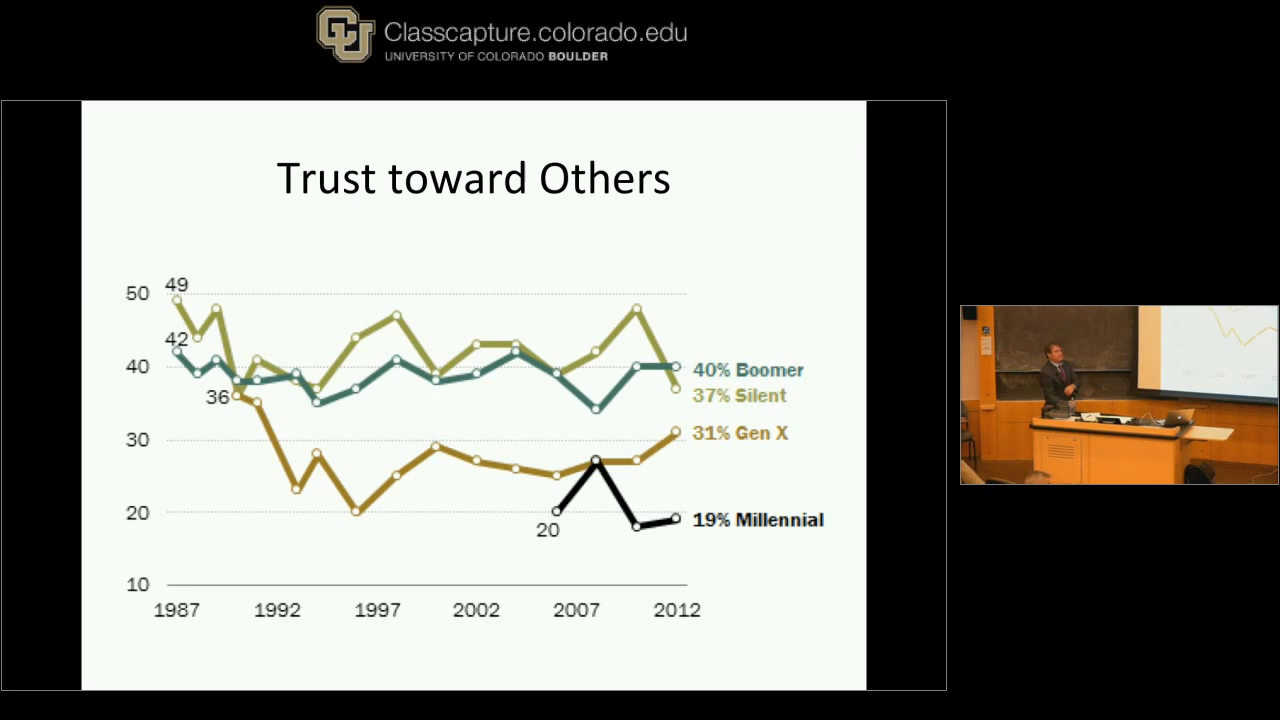 CU
Classcapture.colorado.edu
UNIVERSITY OF COLORADO BOULDER
Trust toward Others
49
50
42
40
40% Boomer
37% Silent
36
31% Gen X
30
20
19% Millennial
20
10
1987 1992 1997 2002 2007 2012